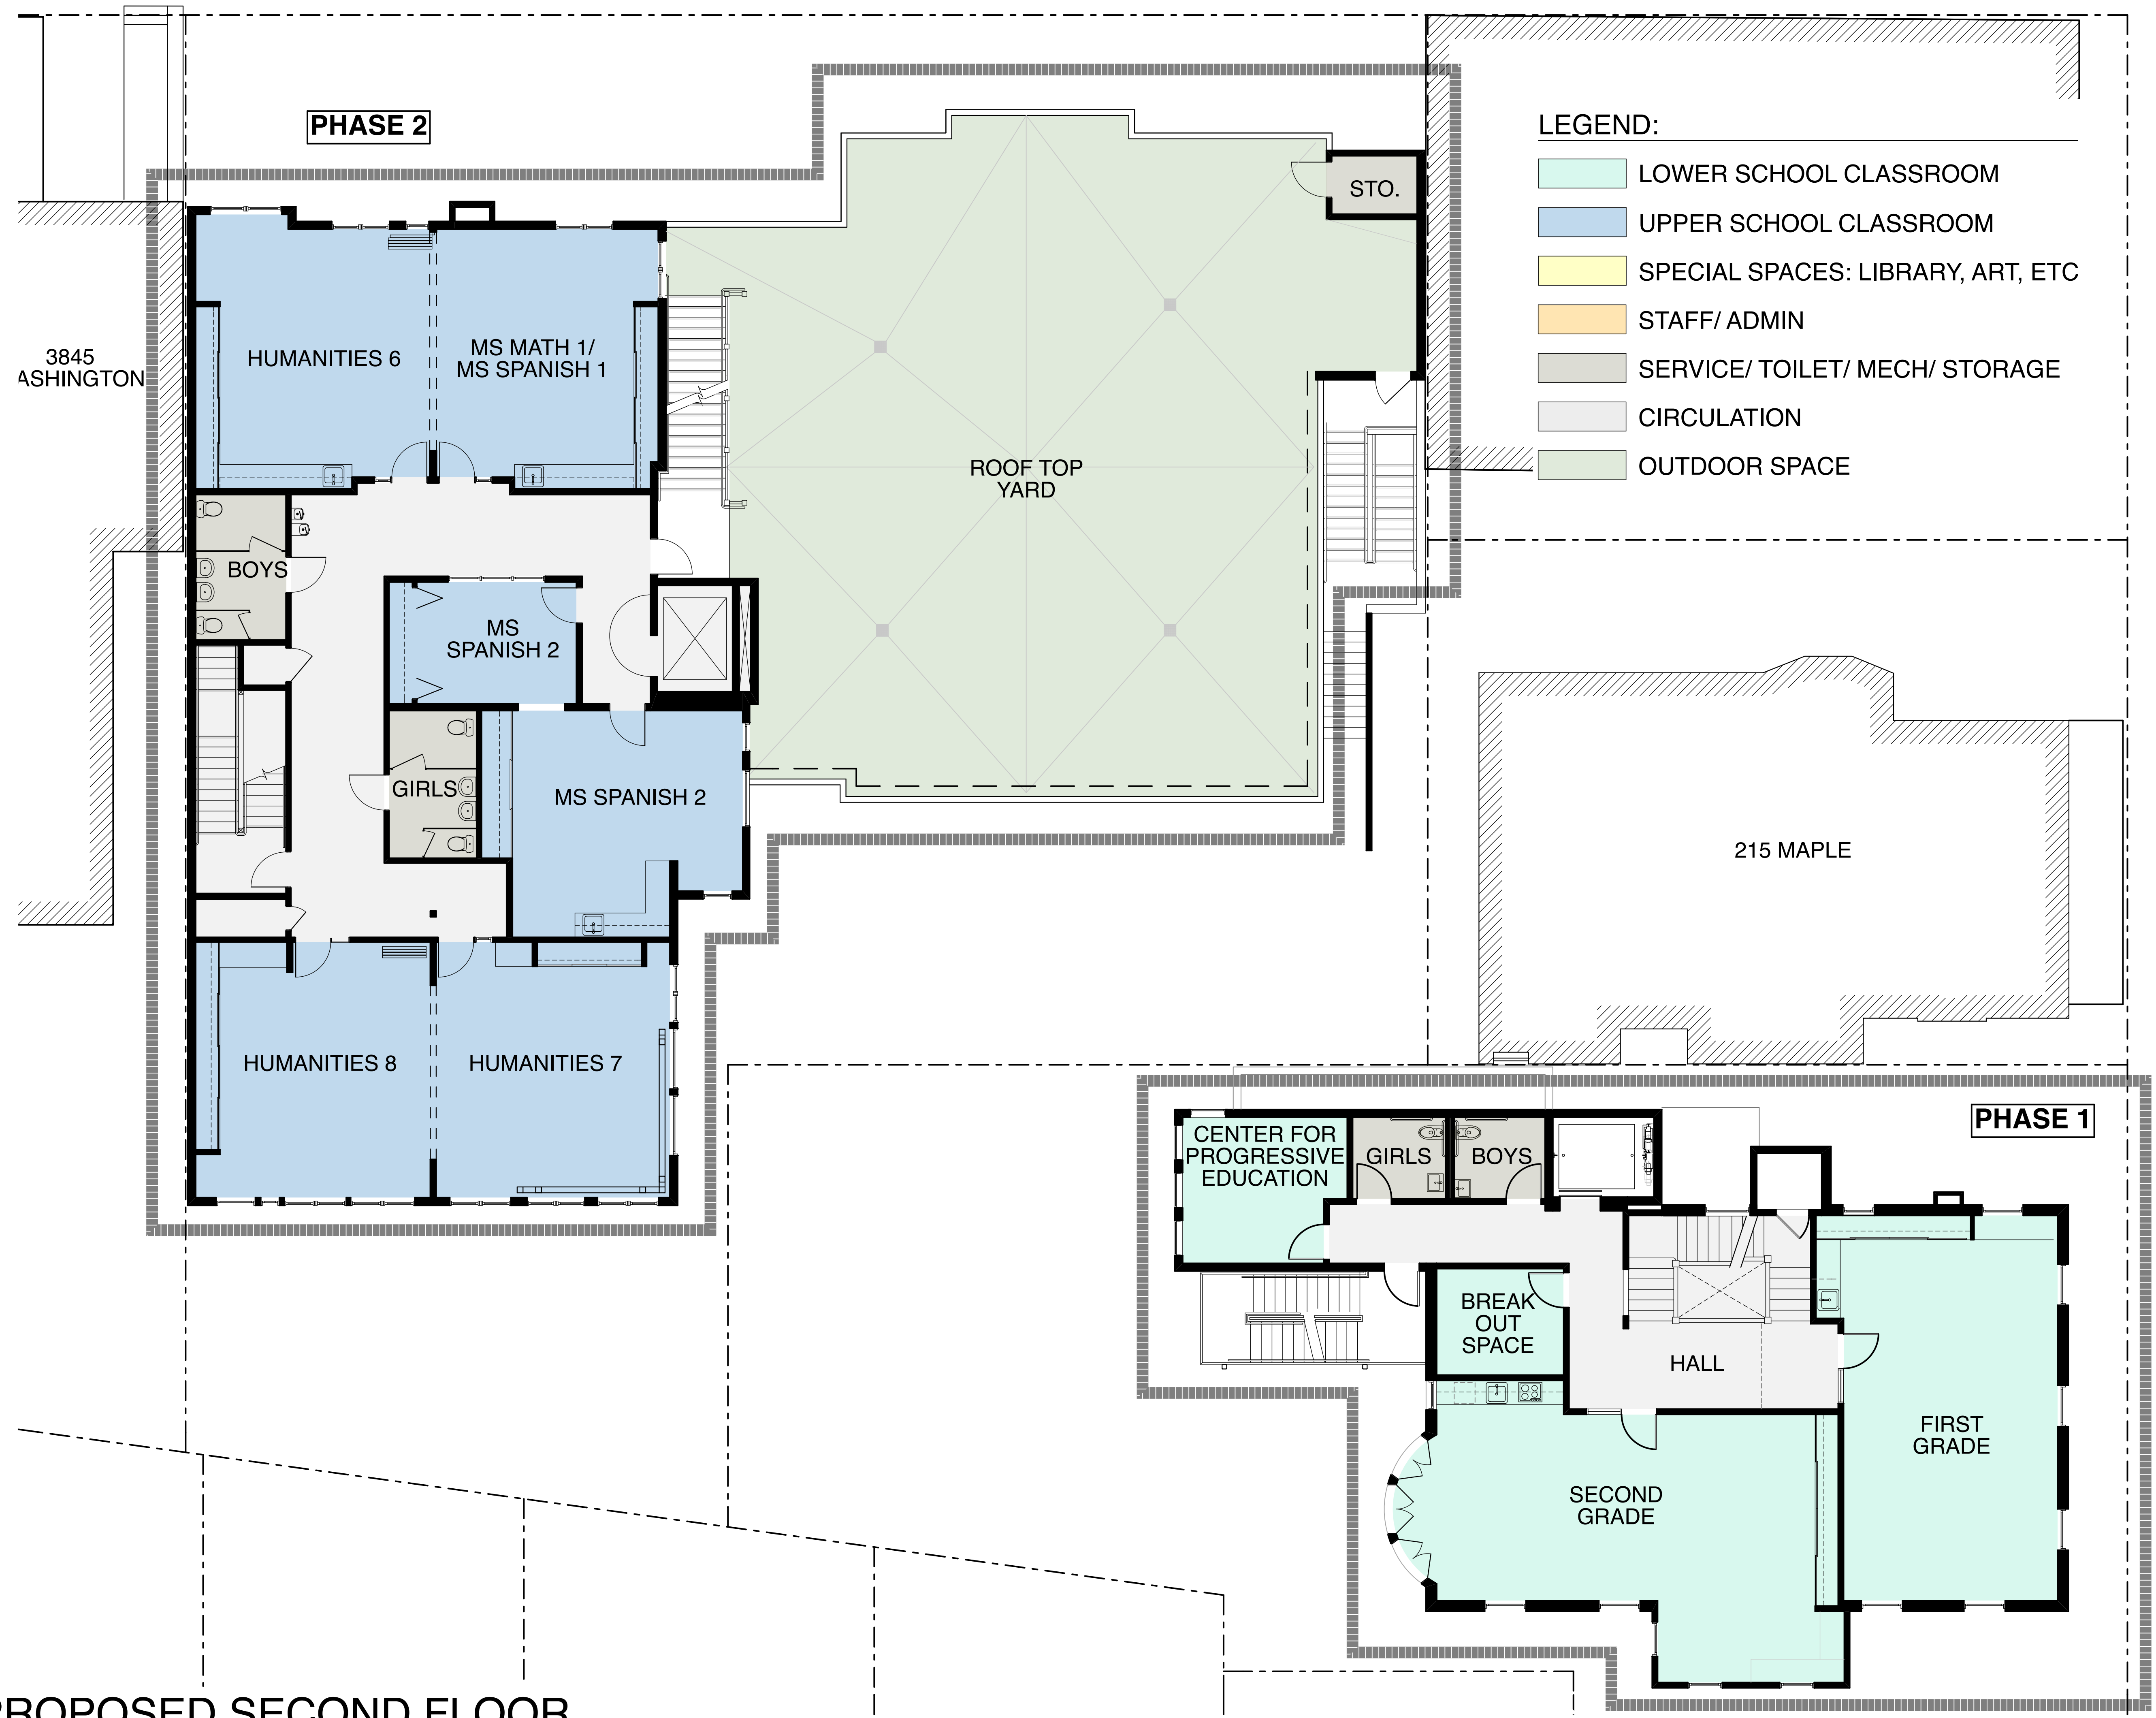 PHASE 2
LEGEND:
LOWER SCHOOL CLASSROOM
UPPER SCHOOL CLASSROOM
SPECIAL SPACES: LIBRARY, ART, ETC
STAFF/ ADMIN
SERVICE/ TOILET/ MECH/ STORAGE
CIRCULATION
OUTDOOR SPACE
STO.
3845
ASHINGTON
HUMANITIES 6
MS MATH 1/
MS SPANISH 1
ROOF TOP
YARD
BOYS
MS
SPANISH 2
GIRLS
MS SPANISH 2
215 MAPLE
HUMANITIES 8
HUMANITIES 7
PHASE 1
CENTER FOR
PROGRESSIVE
EDUCATION
GIRLS
BOYS
BREAK
OUT
SPACE
HALL
FIRST
GRADE
SECOND
GRADE
PROPOSED SECOND FLOOR